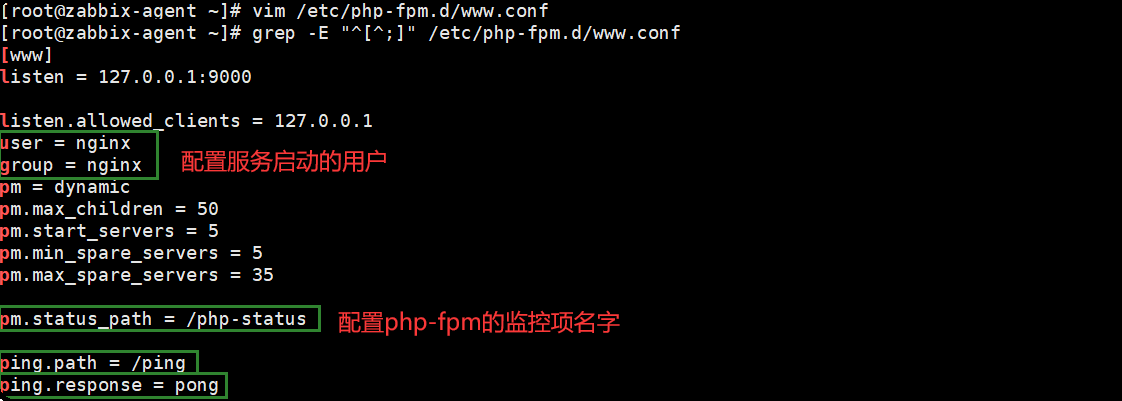 [root@zabbix-agent ~]# vim /etc/php-fpm.d/www.conf
[root@zabbix-agent ~]# grep -E "^[^;]" /etc/php-fpm.d/www.conf
[www]
listen = 127.0.0.1:9000
listen.allowed_clients = 127.0.0.1
user = nginx
group = nginx
配置服务启动的用户
pm = dynamic
pm.max_children = 50
pm.start_servers = 5
pm.min_spare_servers = 5
pm.max_spare_servers = 35
pm.status_path = /php-status
配置php-fpm的监控项名字
ping.path = /ping
ping.response = pong